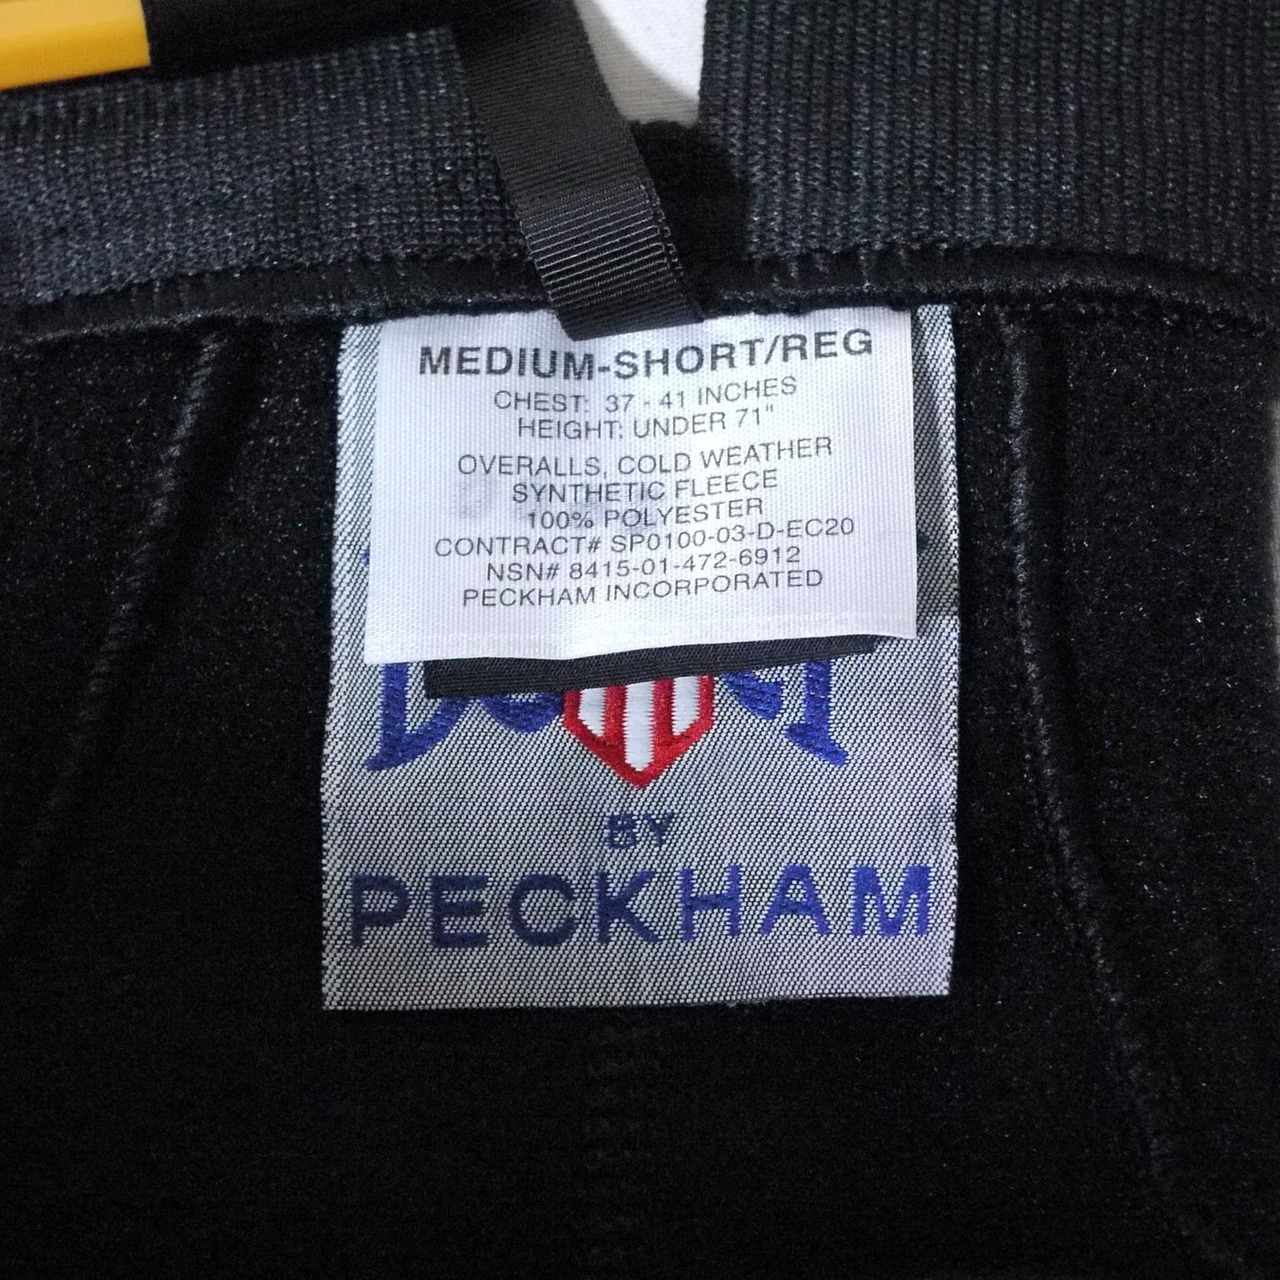 MEDIUM-SHORT/REG
CHEST: 37 - 41 INCHES
HEIGHT: UNDER 71"
OVERALLS, COLD WEATHER
SYNTHETIC FLEECE
100% POLYESTER
CONTRACT# SP0100-03-D-EC20
NSN# 8415-01-472-6912
PECKHAM INCORPORATED
BY
PECKHAM